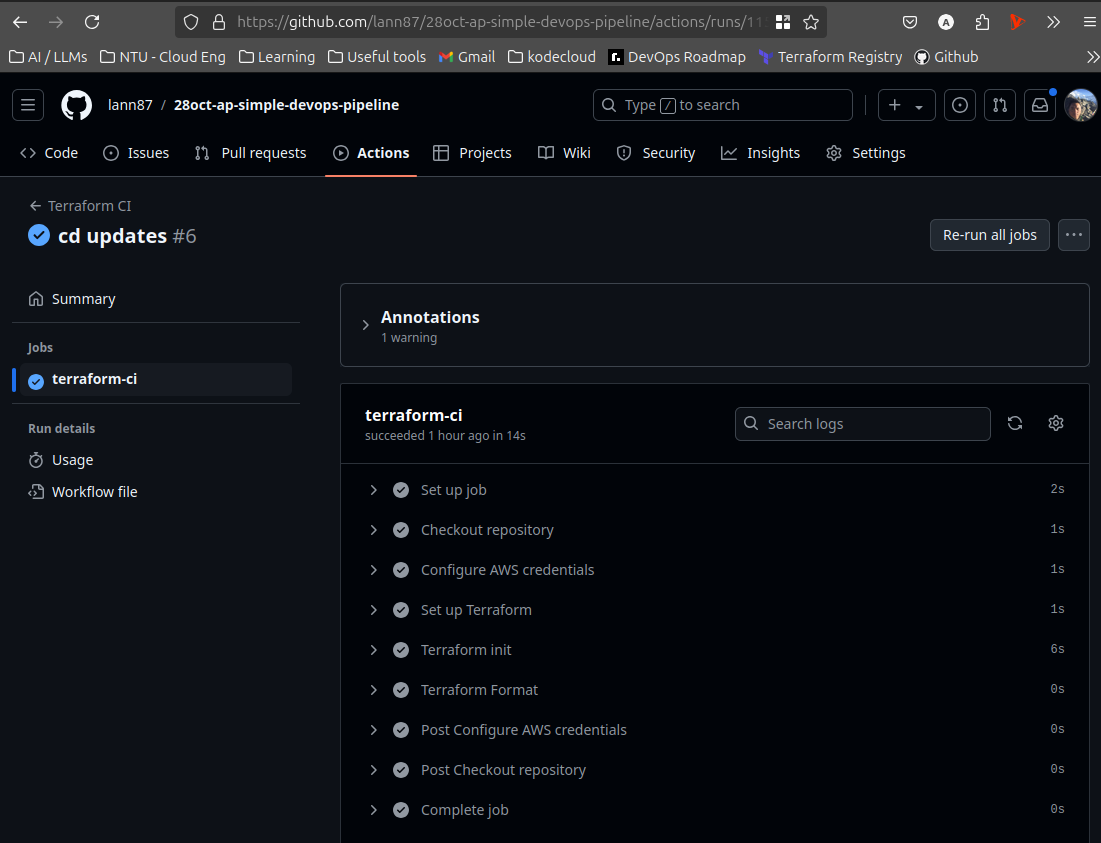 https://github.com/lann87/28oct-ap-simple-devops-pipeline/actions/runs/11
AI / LLMs NTU - Cloud Eng Learning Useful tools Gmail kodecloud DevOps Roadmap Terraform Registry Github
lann87 / 28oct-ap-simple-devops-pipeline
Type / to search
Code Issues Pull requests Actions Projects Wiki Security Insights Settings
Terraform CI
cd updates #6
Re-run all jobs
Summary
Jobs
terraform-ci
Run details
Usage
Workflow file
Annotations
1 warning
terraform-ci
succeeded 1 hour ago in 14s
Search logs
Set up job 2s
Checkout repository 1s
Configure AWS credentials 1s
Set up Terraform 1s
Terraform init 6s
Terraform Format 0s
Post Configure AWS credentials 0s
Post Checkout repository 0s
Complete job 0s